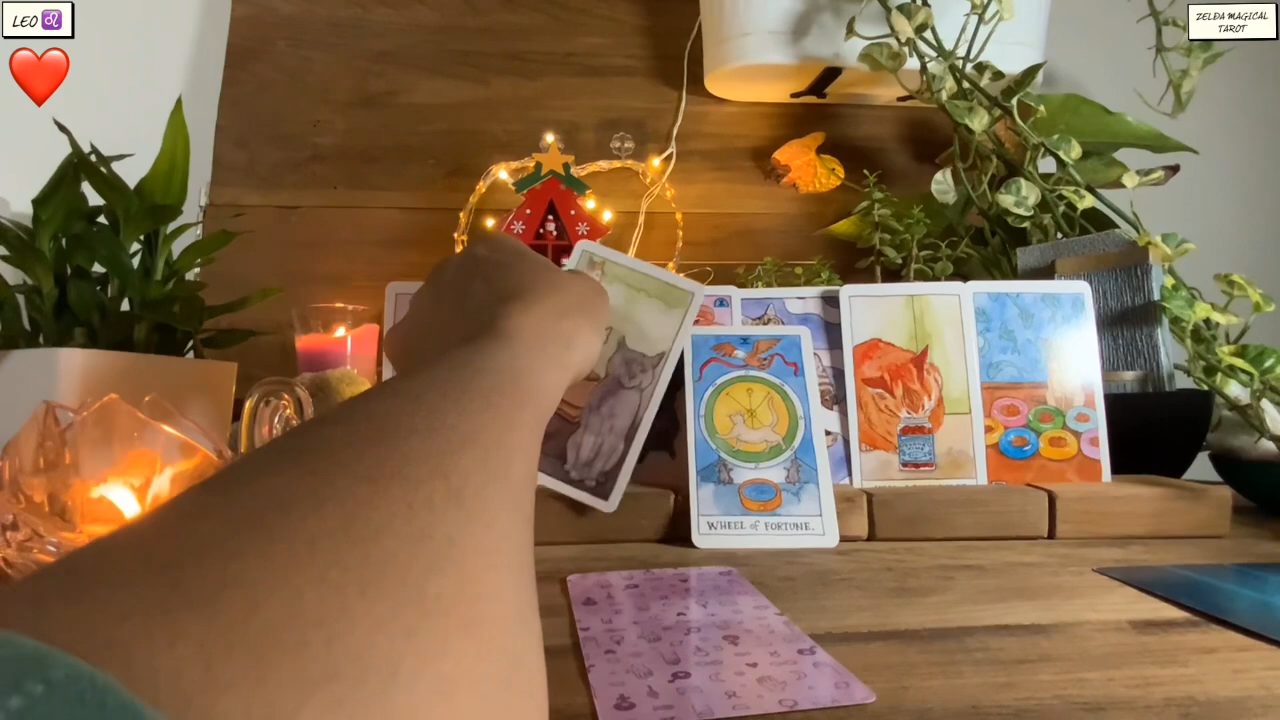 LEO ♌
ZELDA MAGICAL
TAROT
X
WHEEL of FORTUNE.